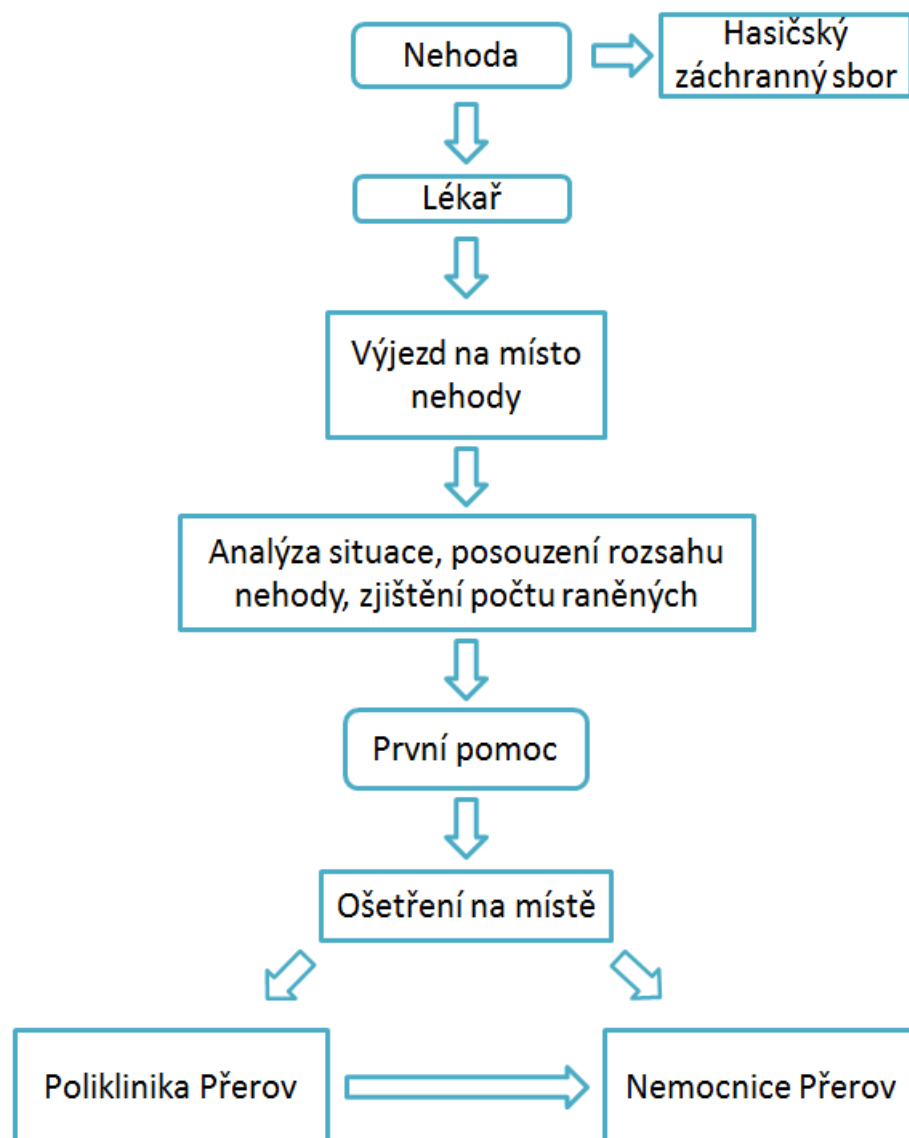 Nehoda
Hasičský
záchranný sbor
Lékař
Výjezd na místo
nehody
Analýza situace, posouzení rozsahu
nehody, zjištění počtu raněných
První pomoc
Ošetření na místě
Poliklinika Přerov
Nemocnice Přerov